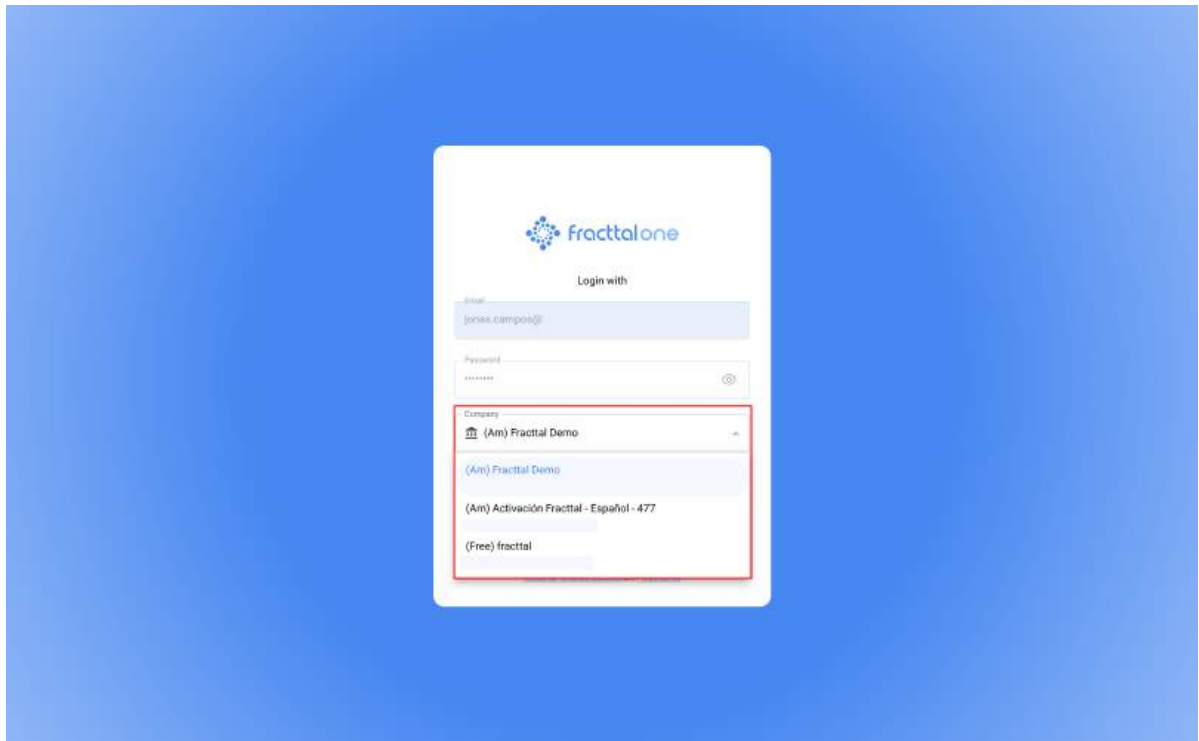 fracttalone
Login with
Email
jonas.campos@
Password
Company
(Am) Fracttal Demo
(Am) Fracttal Demo
(Am) Activación Fracttal - Español - 477
(Free) fracttal